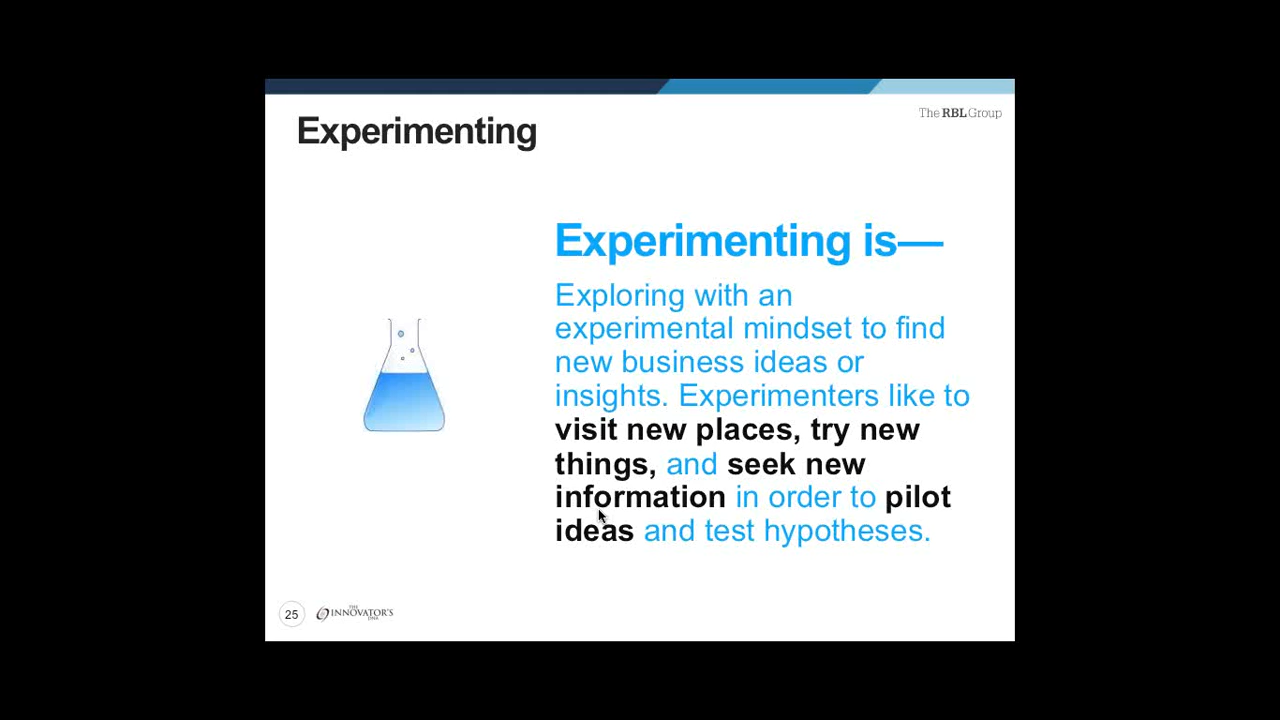 The RBL Group
Experimenting
Experimenting is—
Exploring with an
experimental mindset to find
new business ideas or
insights. Experimenters like to
visit new places, try new
things, and seek new
information in order to pilot
ideas and test hypotheses.
25
THE
INNOVATOR'S
DNA